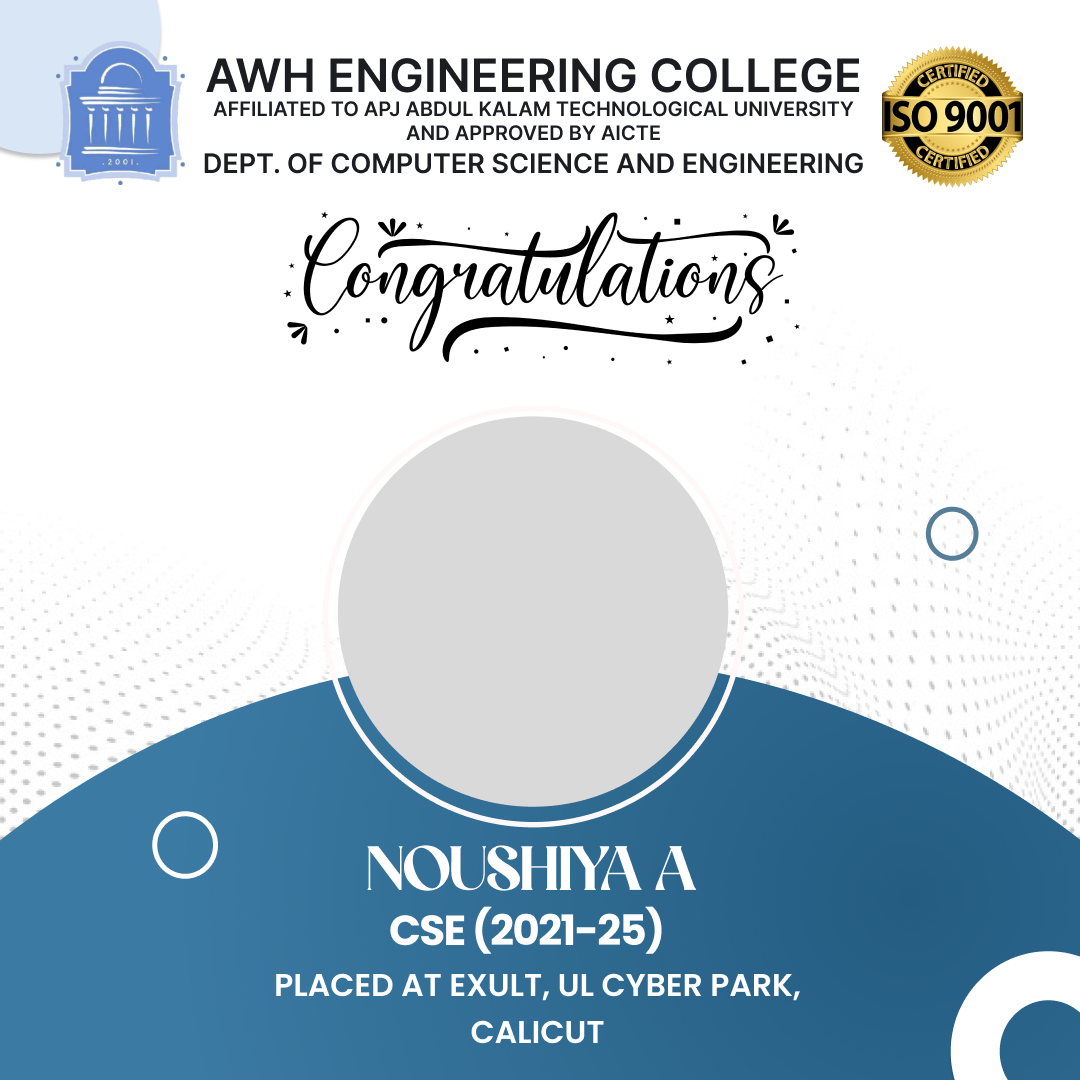 AWH ENGINEERING COLLEGE
AFFILIATED TO APJ ABDUL KALAM TECHNOLOGICAL UNIVERSITY
AND APPROVED BY AICTE
DEPT. OF COMPUTER SCIENCE AND ENGINEERING
.2001.
CERTIFIED
ISO 9001
CERTIFIED
Congratulations
NOUSHIYA A
CSE (2021-25)
PLACED AT EXULT, UL CYBER PARK,
CALICUT